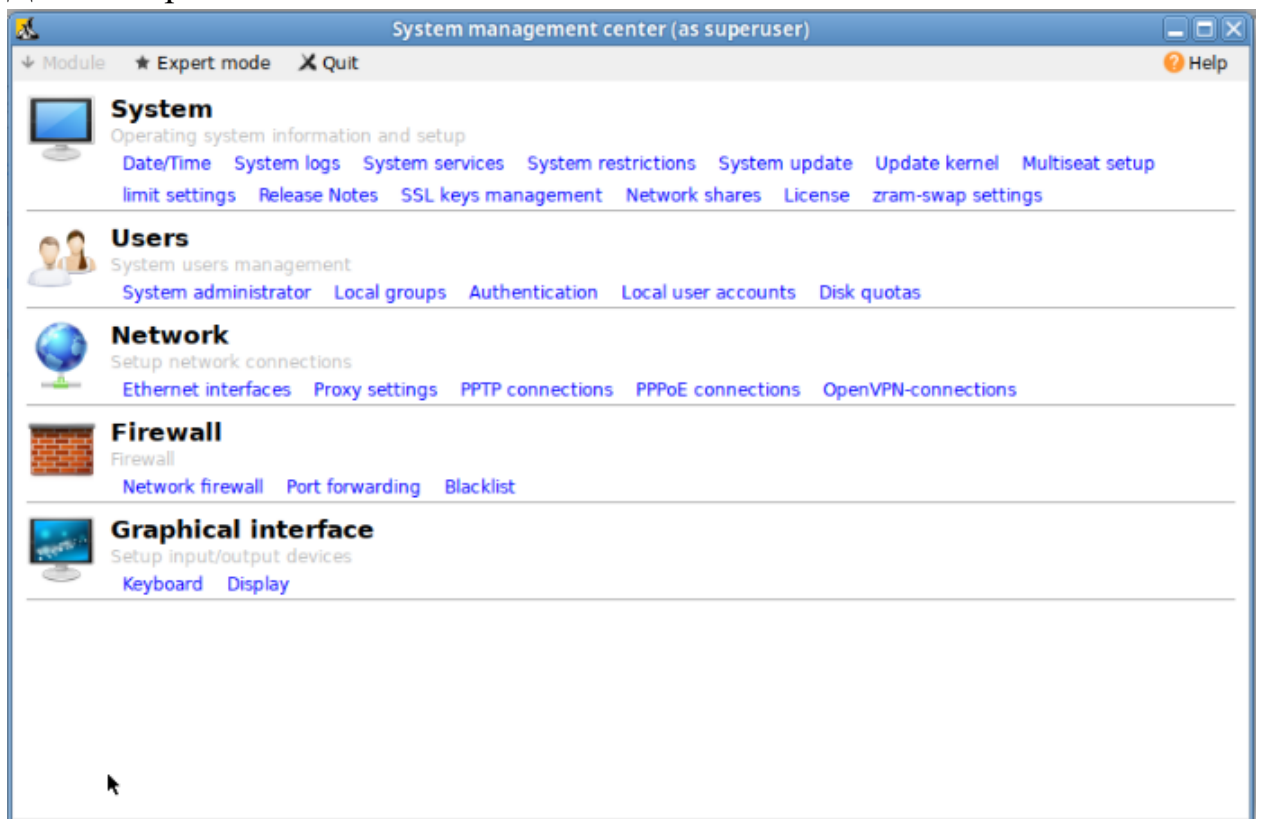 System management center (as superuser)
Module Expert mode Quit Help
System
Operating system information and setup
Date/Time System logs System services System restrictions System update Update kernel Multiseat setup
limit settings Release Notes SSL keys management Network shares License zram-swap settings
Users
System users management
System administrator Local groups Authentication Local user accounts Disk quotas
Network
Setup network connections
Ethernet interfaces Proxy settings PPTP connections PPPoE connections OpenVPN-connections
Firewall
Firewall
Network firewall Port forwarding Blacklist
Graphical interface
Setup input/output devices
Keyboard Display